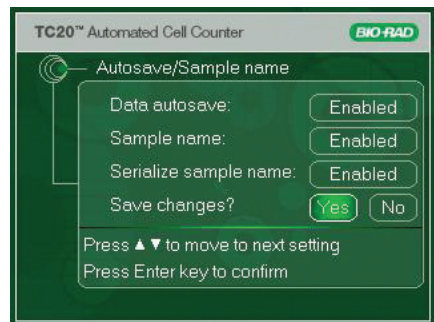 TC20™ Automated Cell Counter BIO-RAD
Autosave/Sample name
Data autosave: Enabled
Sample name: Enabled
Serialize sample name: Enabled
Save changes? Yes No
Press ▲ ▼ to move to next setting
Press Enter key to confirm